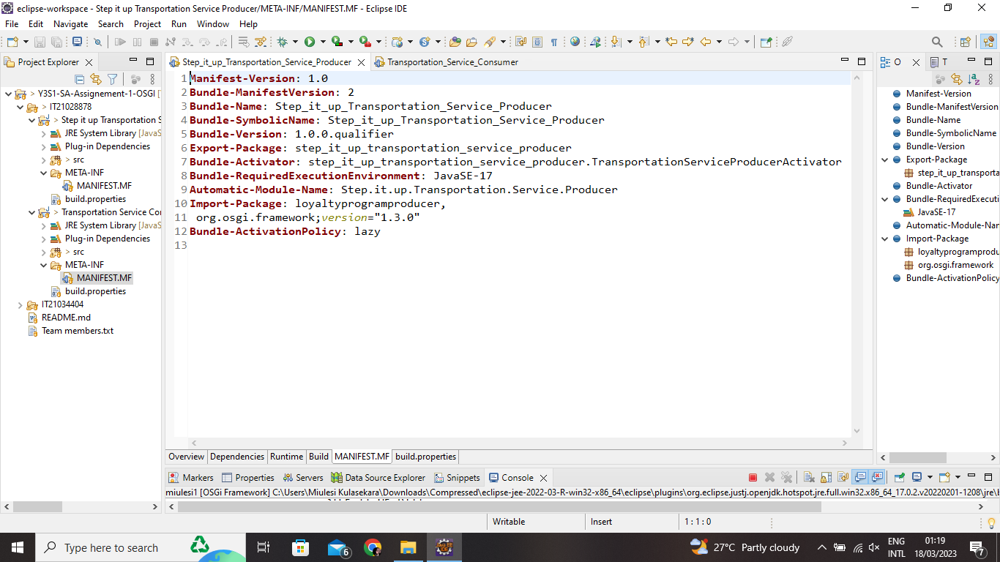 eclipse-workspace - Step it up Transportation Service Producer/META-INF/MANIFEST.MF - Eclipse IDE
File Edit Navigate Search Project Run Window Help
Project Explorer
Y3S1-SA-Assignement-1-OSGI
IT21028878
Step it up Transportation S
JRE System Library [JavaS
Plug-in Dependencies
src
META-INF
MANIFEST.MF
build.properties
Transportation Service Co
JRE System Library [JavaS
Plug-in Dependencies
src
META-INF
MANIFEST.MF
build.properties
IT21034404
README.md
Team members.txt
Step_it_up_Transportation_Service_Producer Transportation_Service_Consumer
1 Manifest-Version: 1.0
2 Bundle-ManifestVersion: 2
3 Bundle-Name: Step_it_up_Transportation_Service_Producer
4 Bundle-SymbolicName: Step_it_up_Transportation_Service_Producer
5 Bundle-Version: 1.0.0.qualifier
6 Export-Package: step_it_up_transportation_service_producer
7 Bundle-Activator: step_it_up_transportation_service_producer.TransportationServiceProducerActivator
8 Bundle-RequiredExecutionEnvironment: JavaSE-17
9 Automatic-Module-Name: Step.it.up.Transportation.Service.Producer
10 Import-Package: loyaltyprogramproducer,
11 org.osgi.framework;version="1.3.0"
12 Bundle-ActivationPolicy: lazy
13
Overview Dependencies Runtime Build MANIFEST.MF build.properties
O T
Manifest-Version
Bundle-ManifestVersion
Bundle-Name
Bundle-SymbolicName
Bundle-Version
Export-Package
step_it_up_transporta
Bundle-Activator
Bundle-RequiredExecuti
JavaSE-17
Automatic-Module-Nar
Import-Package
loyaltyprogramprodu
org.osgi.framework
Bundle-ActivationPolicy
Markers Properties Servers Data Source Explorer Snippets Console
miulesi1 [OSGi Framework] C:\Users\Miulesi Kulasekara\Downloads\Compressed\eclipse-jee-2022-03-R-win32-x86_64\eclipse\plugins\org.eclipse.justj.openjdk.hotspot.jre.full.win32.x86_64_17.0.2.v20220201-1208\jre\
Writable Insert 1 : 1 : 0
Type here to search 6 27°C Partly cloudy ENG INTL 01:19 18/03/2023 7